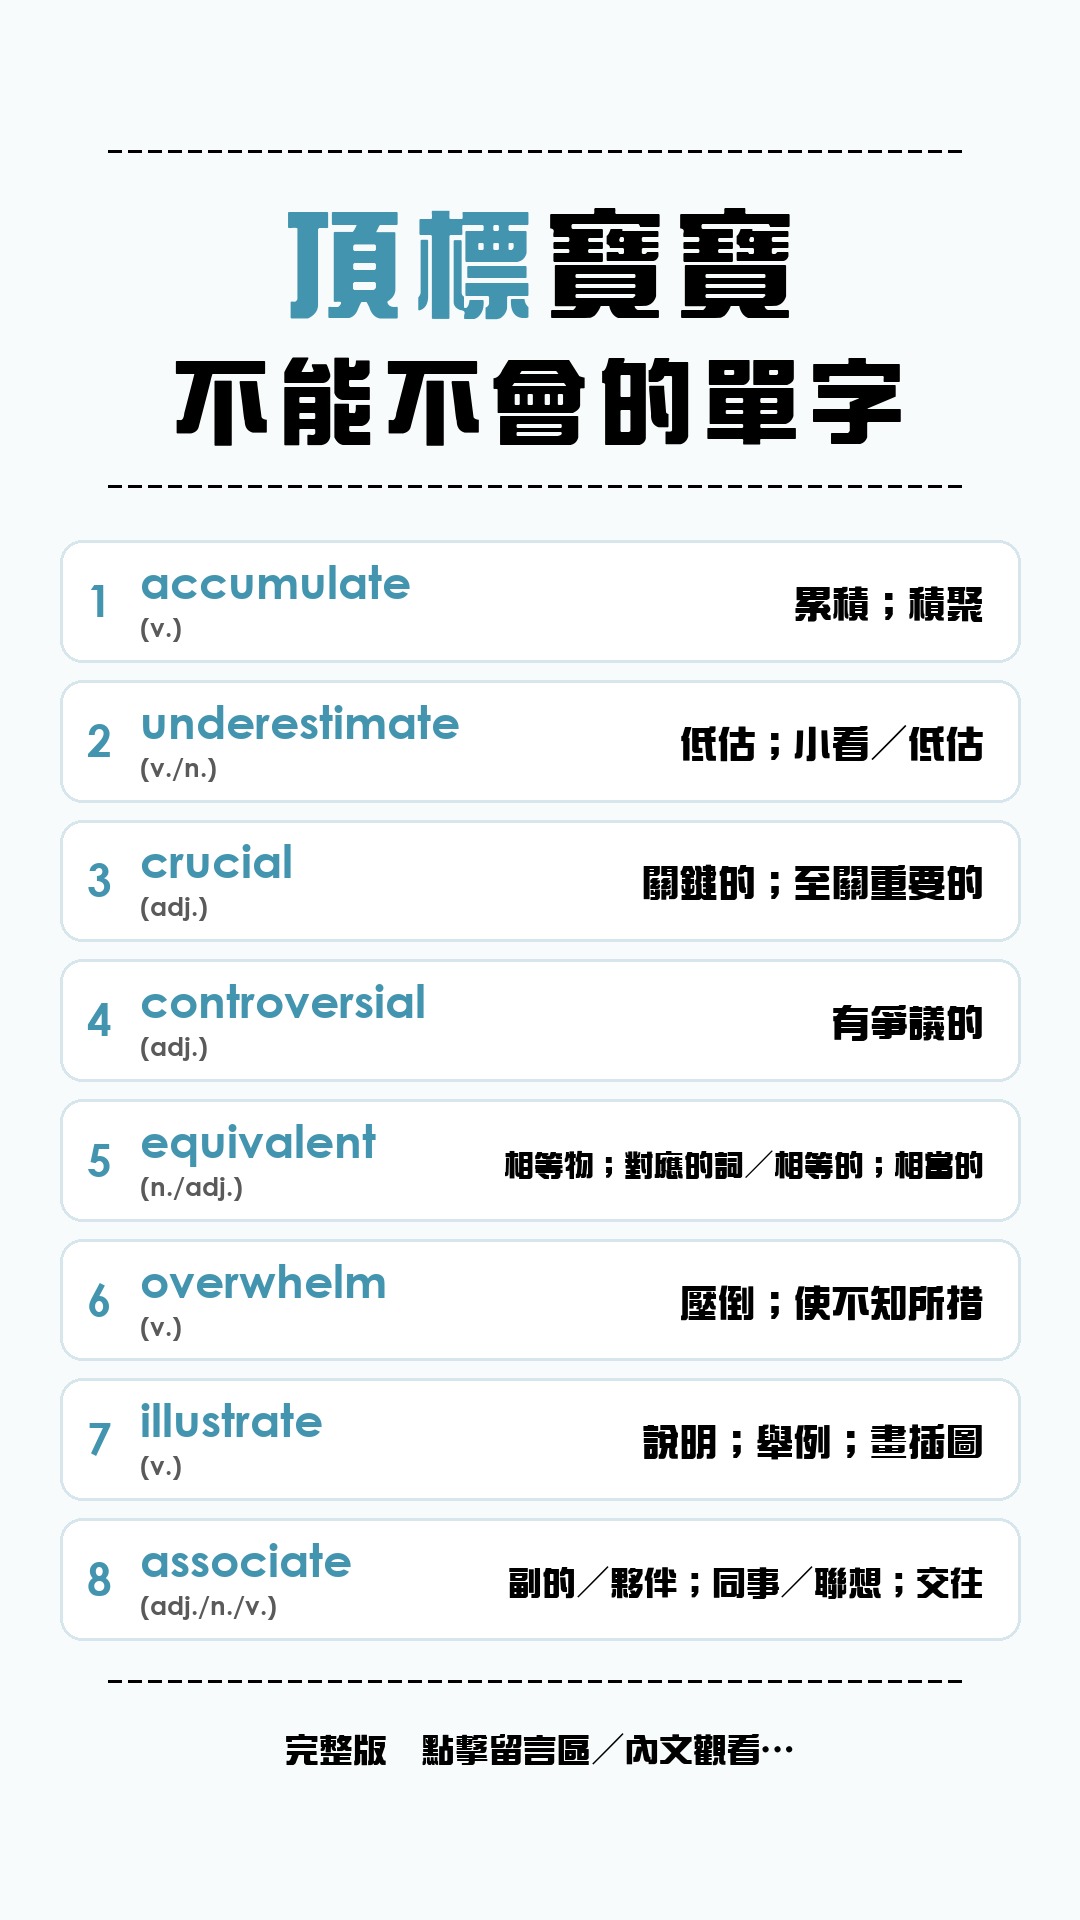 頂標寶寶
不能不會的單字
1 accumulate 累積；積聚
(v.)
2 underestimate 低估；小看／低估
(v./n.)
3 crucial 關鍵的；至關重要的
(adj.)
4 controversial 有爭議的
(adj.)
5 equivalent 相等物；對應的詞／相等的；相當的
(n./adj.)
6 overwhelm 壓倒；使不知所措
(v.)
7 illustrate 說明；舉例；畫插圖
(v.)
8 associate 副的／夥伴；同事／聯想；交往
(adj./n./v.)
完整版　點擊留言區／內文觀看…